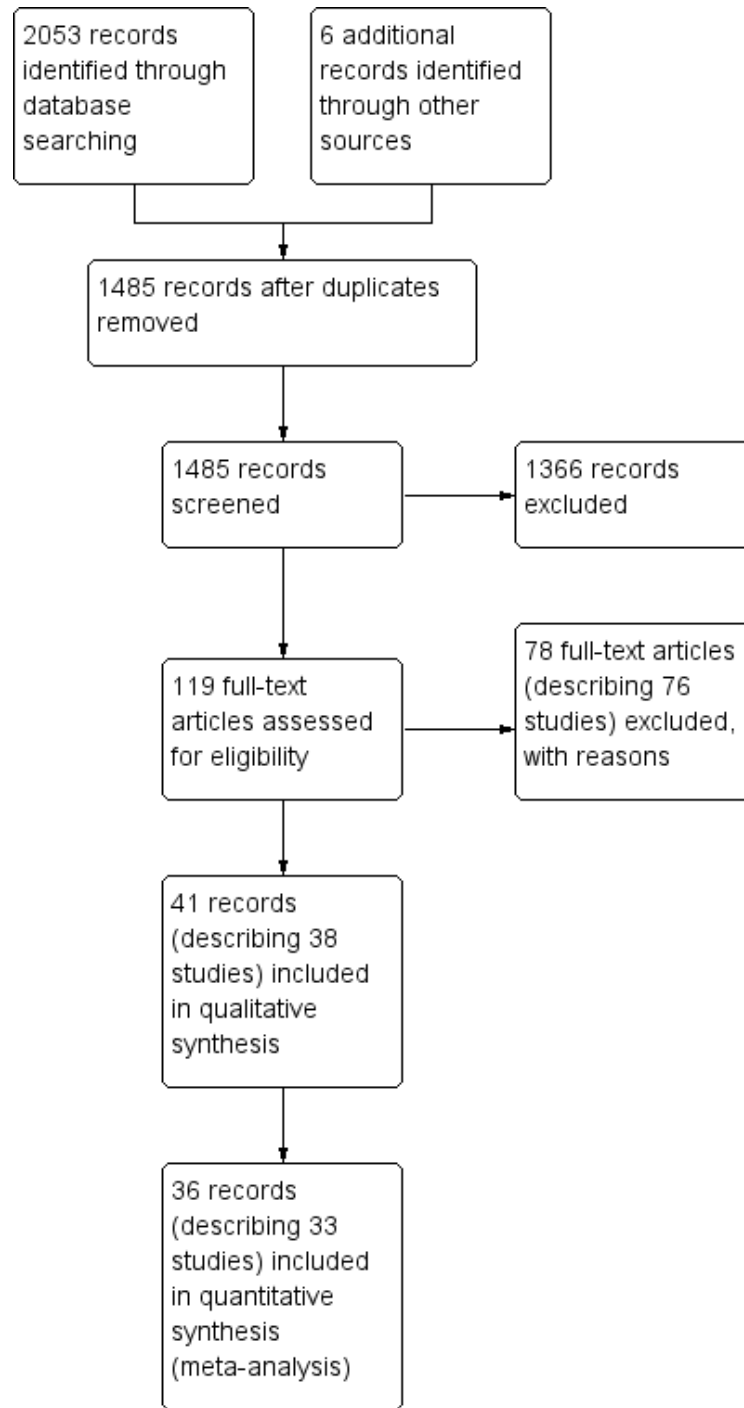 2053 records
identified through
database
searching
6 additional
records identified
through other
sources
1485 records after duplicates
removed
1485 records
screened
1366 records
excluded
119 full-text
articles assessed
for eligibility
78 full-text articles
(describing 76
studies) excluded,
with reasons
41 records
(describing 38
studies) included
in qualitative
synthesis
36 records
(describing 33
studies) included
in quantitative
synthesis
(meta-analysis)